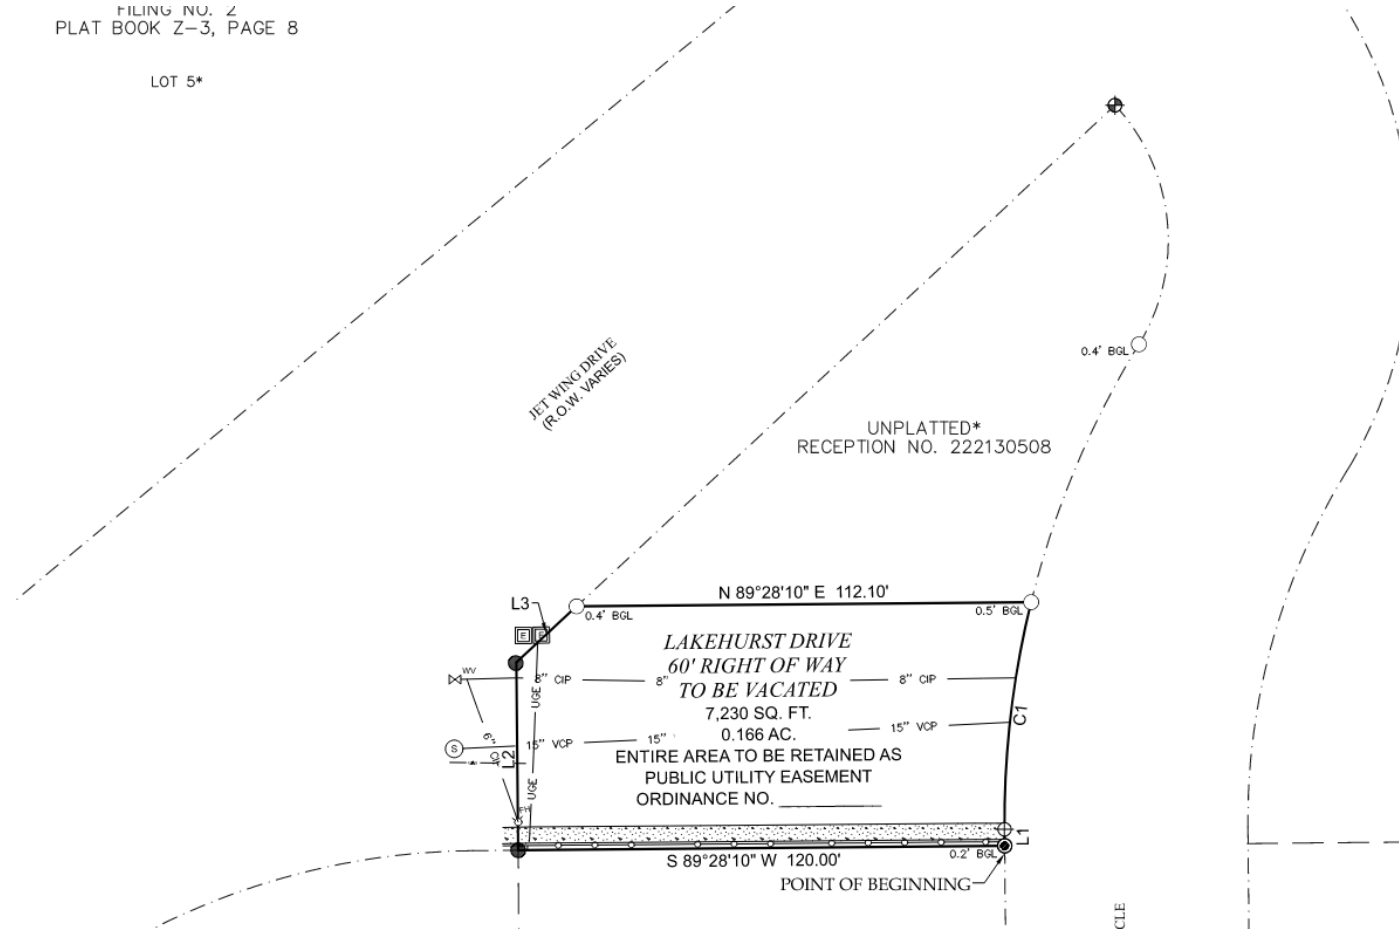 FILING NO. 2
PLAT BOOK Z-3, PAGE 8
LOT 5*
JET WING DRIVE
(R.O.W. VARIES)
0.4' BGL
UNPLATTED*
RECEPTION NO. 222130508
N 89°28'10" E 112.10'
L3
0.4' BGL
0.5' BGL
E E
LAKEHURST DRIVE
60' RIGHT OF WAY
TO BE VACATED
7,230 SQ. FT.
0.166 AC.
ENTIRE AREA TO BE RETAINED AS
PUBLIC UTILITY EASEMENT
ORDINANCE NO. __________
WV
8" CIP
8"
8" CIP
UGE
C1
S
15" VCP
15"
15" VCP
6" CIP
L2
UGE
FH
L1
S 89°28'10" W 120.00'
0.2' BGL
POINT OF BEGINNING
CLE